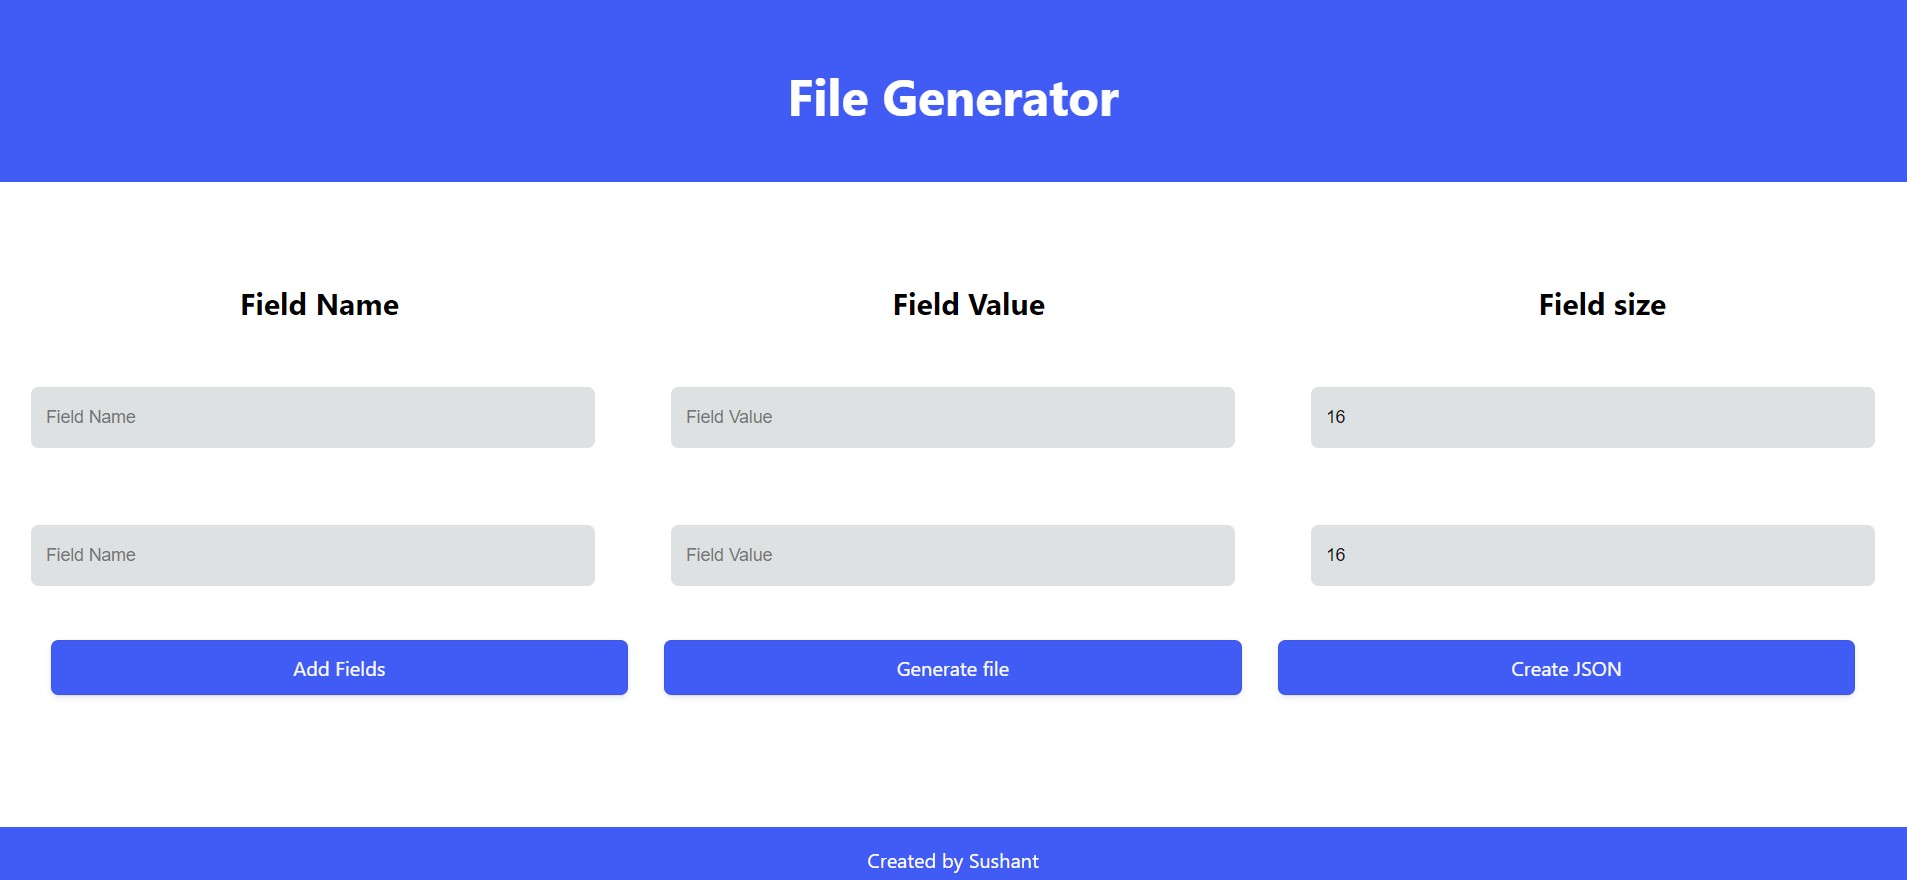 File Generator
Field Name Field Value Field size
Field Name Field Value 16
Field Name Field Value 16
Add Fields Generate file Create JSON
Created by Sushant